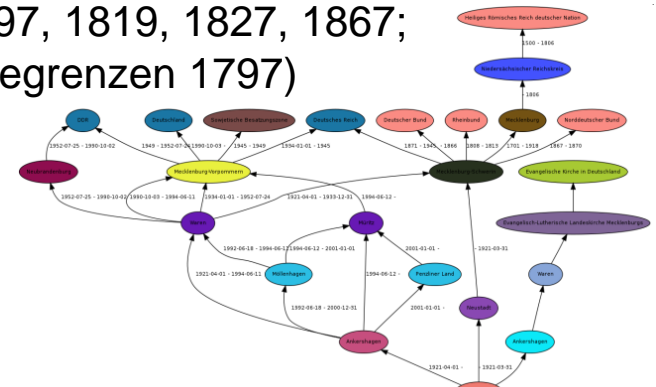 97, 1819, 1827, 1867;
egrenzen 1797)
Heiliges Römisches Reich deutscher Nation
1500 - 1806
Niedersächsischer Reichskreis
- 1806
DDR
Deutschland
Sowjetische Besatzungszone
Deutsches Reich
Deutscher Bund
Rheinbund
Mecklenburg
Norddeutscher Bund
1952-07-25 - 1990-10-02
1949 - 1952-07-24
1990-10-03 -
1945 - 1949
1934-01-01 - 1945
1871 - 1945
- 1866
1808 - 1813
1701 - 1918
1867 - 1870
Neubrandenburg
Mecklenburg-Vorpommern
Mecklenburg-Schwerin
Evangelische Kirche in Deutschland
1952-07-25 - 1990-10-02
1990-10-03 - 1994-06-11
1934-01-01 - 1952-07-24
1921-04-01 - 1933-12-31
1994-06-12 -
Waren
Müritz
Evangelisch-Lutherische Landeskirche Mecklenburgs
1992-06-18 - 1994-06-11
1994-06-12 - 2001-01-01
2001-01-01 -
- 1921-03-31
1921-04-01 - 1994-06-11
Möllenhagen
1994-06-12 -
Penzliner Land
Waren
1992-06-18 - 2000-12-31
2001-01-01 -
Neustadt
Ankershagen
Ankershagen
1921-04-01 -
- 1921-03-31